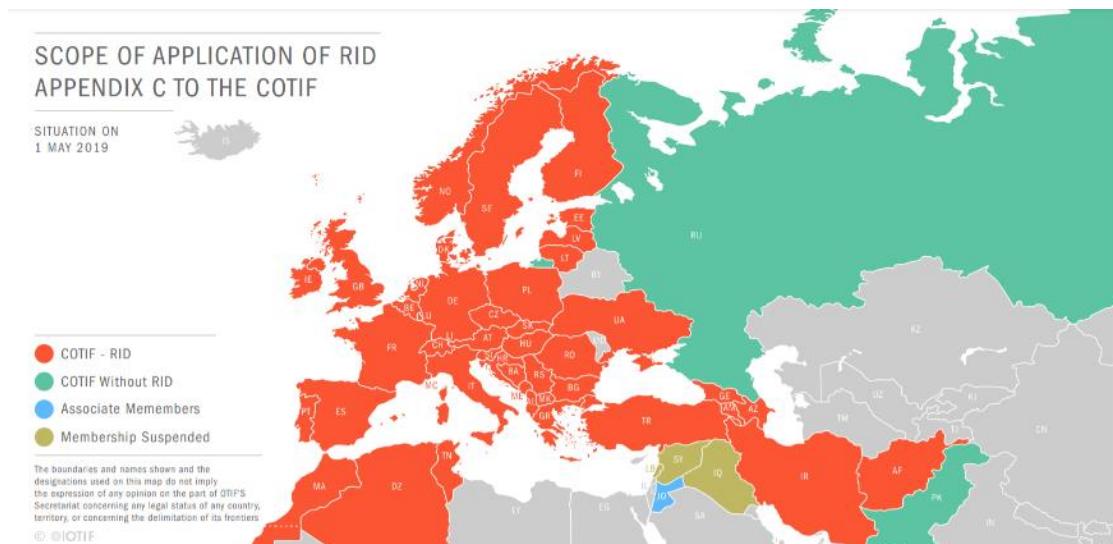 SCOPE OF APPLICATION OF RID
APPENDIX C TO THE COTIF
SITUATION ON
1 MAY 2019
IS
NO
SE
FI
RU
EE
LV
LT
DK
IE
GB
BY
PL
DE
BE
LU
CZ
SK
UA
KZ
FR
LI
CH
AT
HU
RO
MD
HR
BA
RS
BG
MC
IT
ME
MK
AL
GR
PT
ES
TR
GE
AM
AZ
UZ
TM
TJ
CN
MA
DZ
TN
LY
EG
LB
SY
IQ
IR
AF
PK
JO
SA
IN
COTIF - RID
COTIF Without RID
Associate Memembers
Membership Suspended
The boundaries and names shown and the
designations used on this map do not imply
the expression of any opinion on the part of OTIF'S
Secretariat concerning any legal status of any country,
territory, or concerning the delimitation of its frontiers
© @IOTIF